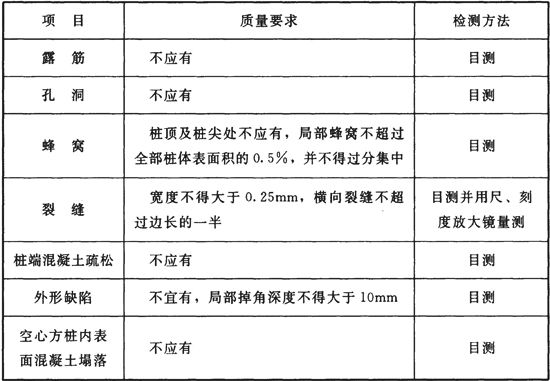 项 目 质量要求 检测方法
露 筋 不应有 目测
孔 洞 不应有 目测
蜂 窝 桩顶及桩尖处不应有，局部蜂窝不超过
全部桩体表面积的0.5%，并不得过分集中 目测
裂 缝 宽度不得大于0.25mm，横向裂缝不超
过边长的一半 目测并用尺、刻
度放大镜量测
桩端混凝土疏松 不应有 目测
外形缺陷 不宜有，局部掉角深度不得大于10mm 目测
空心方桩内表
面混凝土塌落 不应有 目测